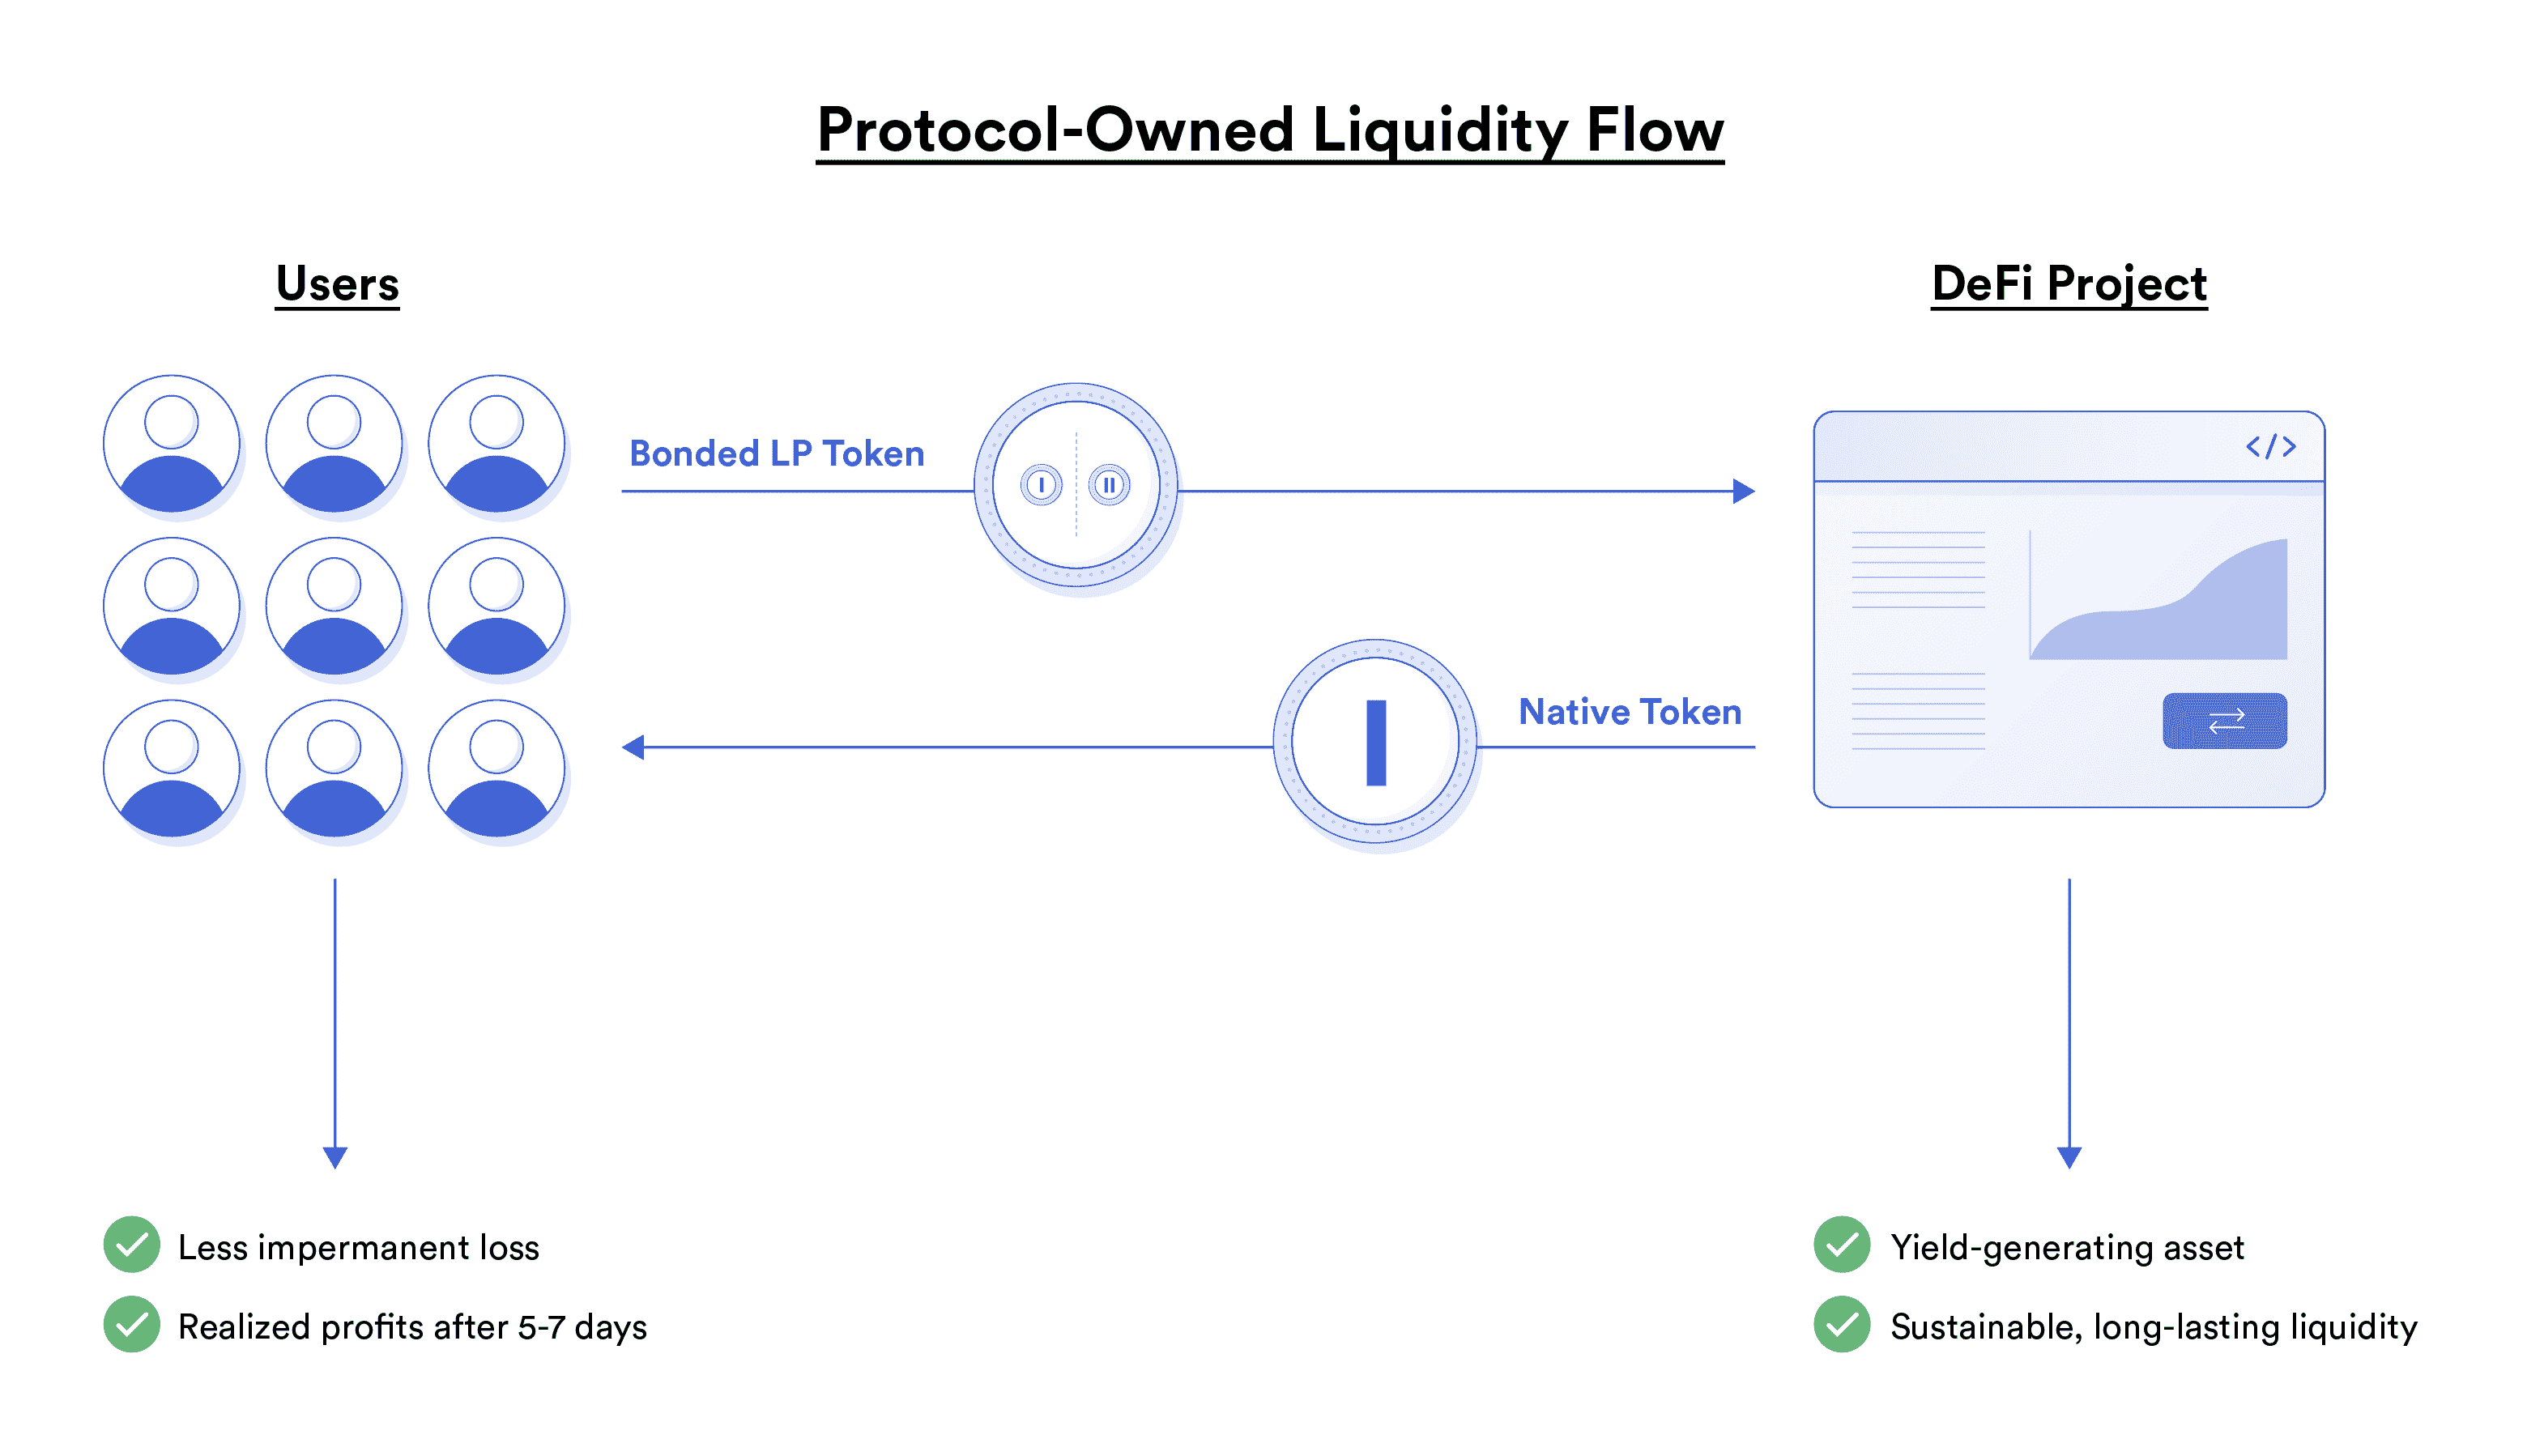 Protocol-Owned Liquidity Flow
Users
DeFi Project
Bonded LP Token
I
II
</>
Native Token
I
Less impermanent loss
Realized profits after 5-7 days
Yield-generating asset
Sustainable, long-lasting liquidity